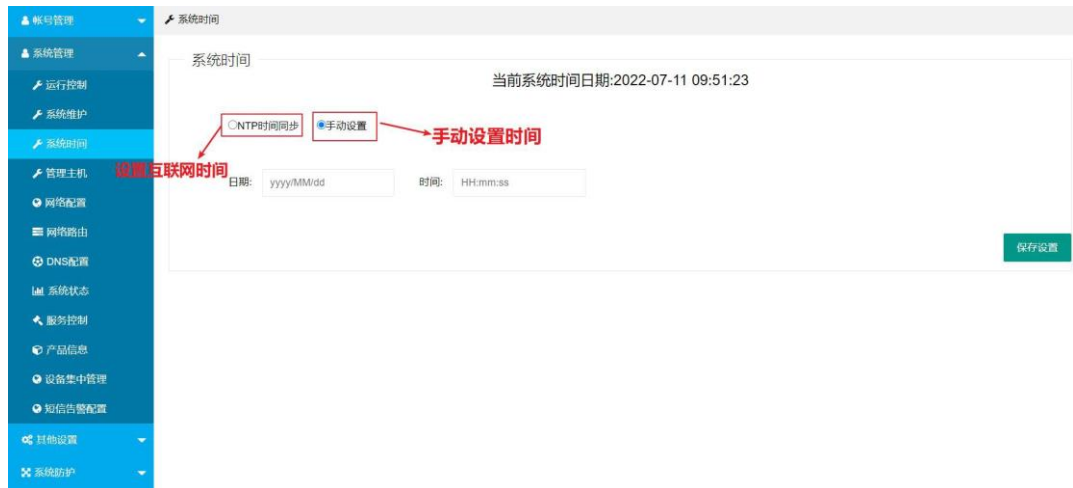 帐号管理
系统时间
系统管理
系统时间
当前系统时间日期:2022-07-11 09:51:23
运行控制
系统维护
NTP时间同步 手动设置
手动设置时间
系统时间
设置互联网时间
管理主机
日期: yyyy/MM/dd 时间: HH:mm:ss
网络配置
网络路由
保存设置
DNS配置
系统状态
服务控制
产品信息
设备集中管理
短信告警配置
其他设置
系统防护